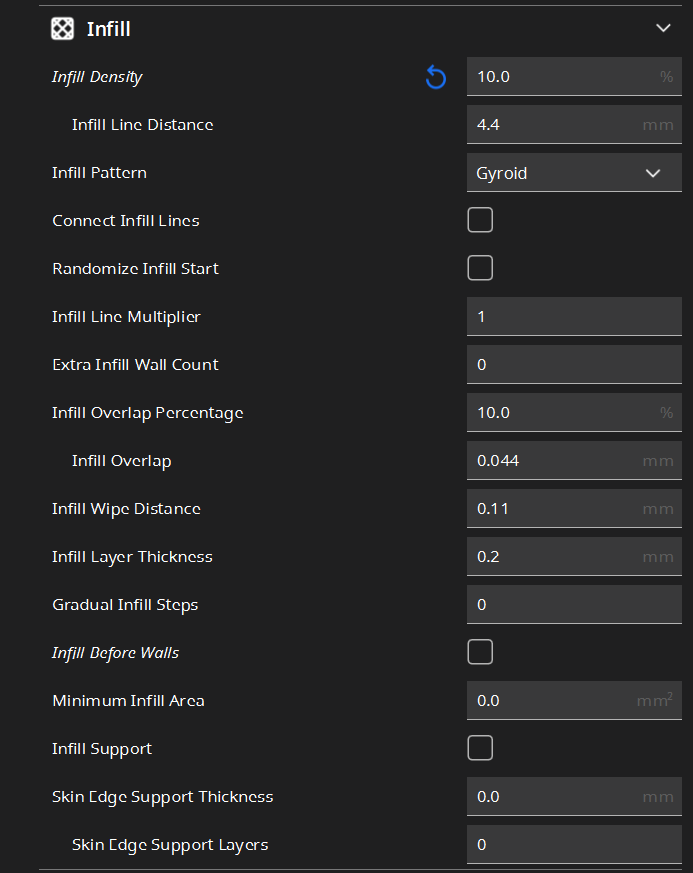 Infill
Infill Density 10.0 %
Infill Line Distance 4.4 mm
Infill Pattern Gyroid
Connect Infill Lines
Randomize Infill Start
Infill Line Multiplier 1
Extra Infill Wall Count 0
Infill Overlap Percentage 10.0 %
Infill Overlap 0.044 mm
Infill Wipe Distance 0.11 mm
Infill Layer Thickness 0.2 mm
Gradual Infill Steps 0
Infill Before Walls
Minimum Infill Area 0.0 mm²
Infill Support
Skin Edge Support Thickness 0.0 mm
Skin Edge Support Layers 0